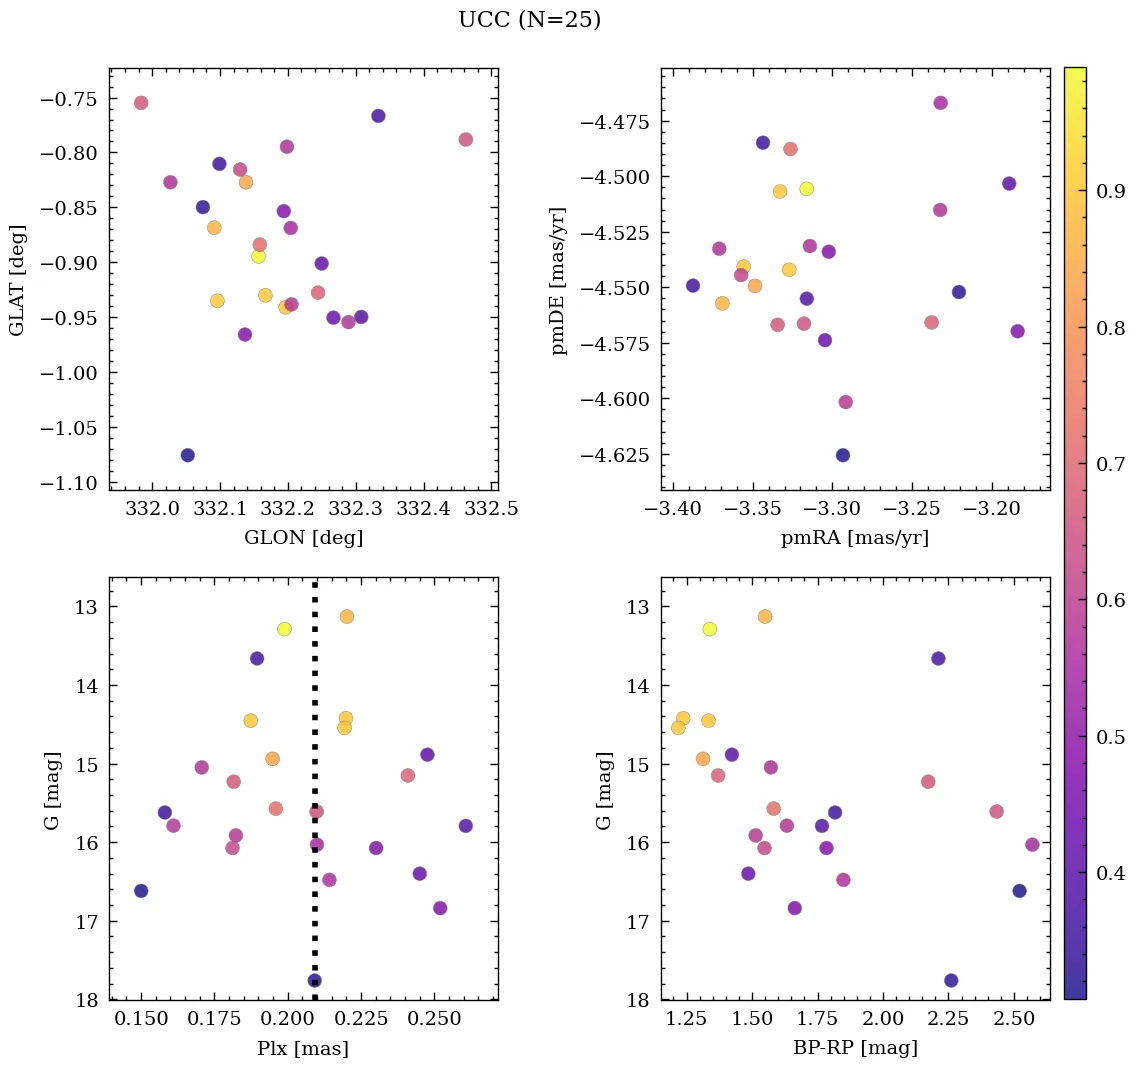 UCC (N=25)
−0.75
−0.80
−0.85
−0.90
−0.95
−1.00
−1.05
−1.10
GLAT [deg]
332.0 332.1 332.2 332.3 332.4 332.5
GLON [deg]
−4.475
−4.500
−4.525
−4.550
−4.575
−4.600
−4.625
pmDE [mas/yr]
−3.40 −3.35 −3.30 −3.25 −3.20
pmRA [mas/yr]
0.9
0.8
0.7
0.6
0.5
0.4
13
14
15
16
17
18
G [mag]
0.150 0.175 0.200 0.225 0.250
Plx [mas]
13
14
15
16
17
18
G [mag]
1.25 1.50 1.75 2.00 2.25 2.50
BP-RP [mag]